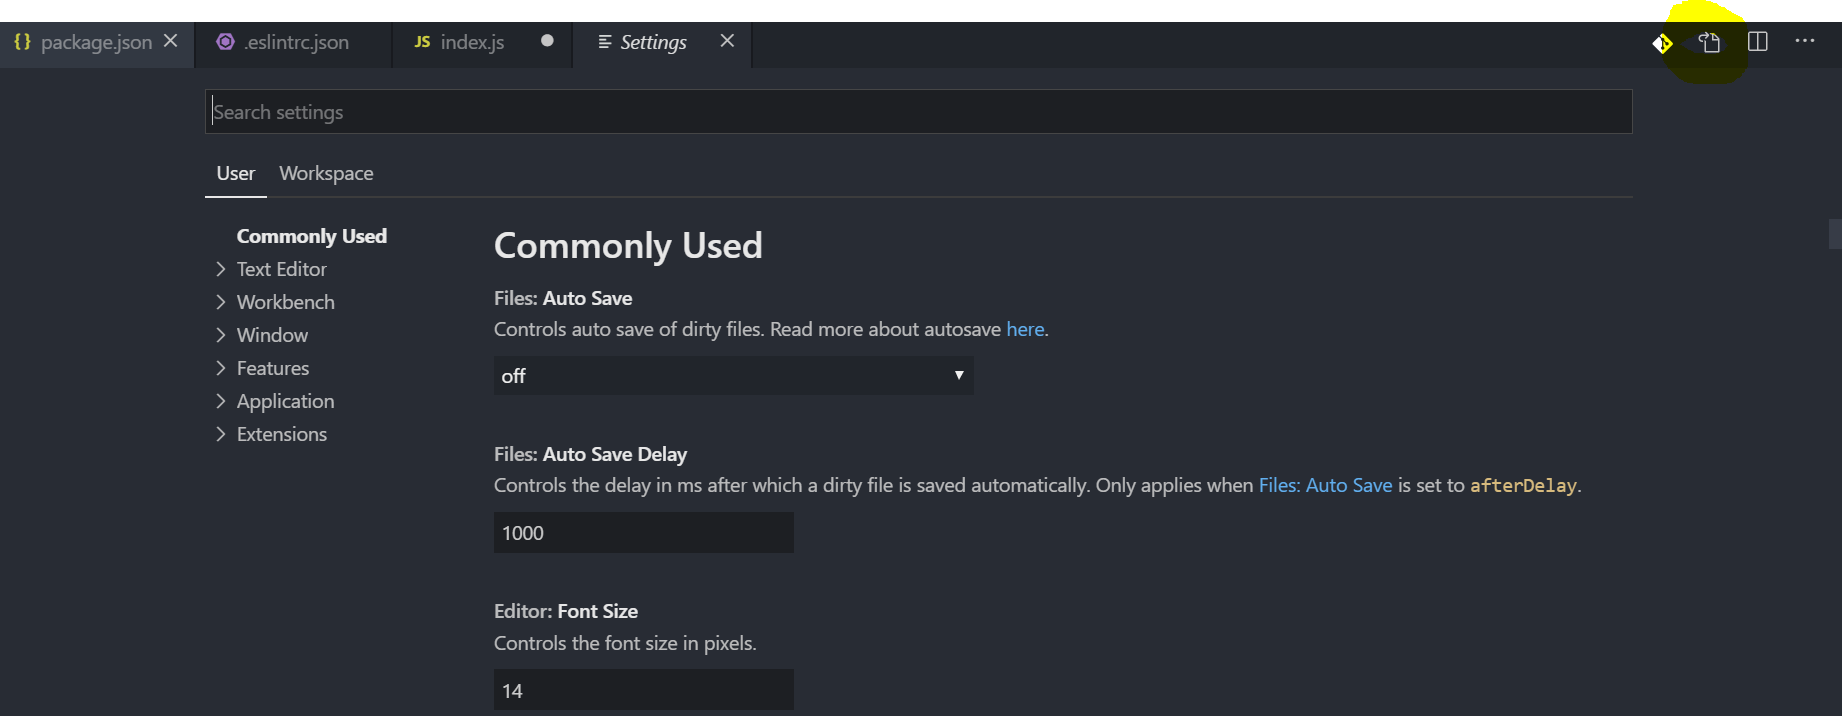 {} package.json
.eslintrc.json
JS index.js
Settings
Search settings
User Workspace
Commonly Used
Text Editor
Workbench
Window
Features
Application
Extensions
Commonly Used
Files: Auto Save
Controls auto save of dirty files. Read more about autosave here.
off
Files: Auto Save Delay
Controls the delay in ms after which a dirty file is saved automatically. Only applies when Files: Auto Save is set to afterDelay.
1000
Editor: Font Size
Controls the font size in pixels.
14